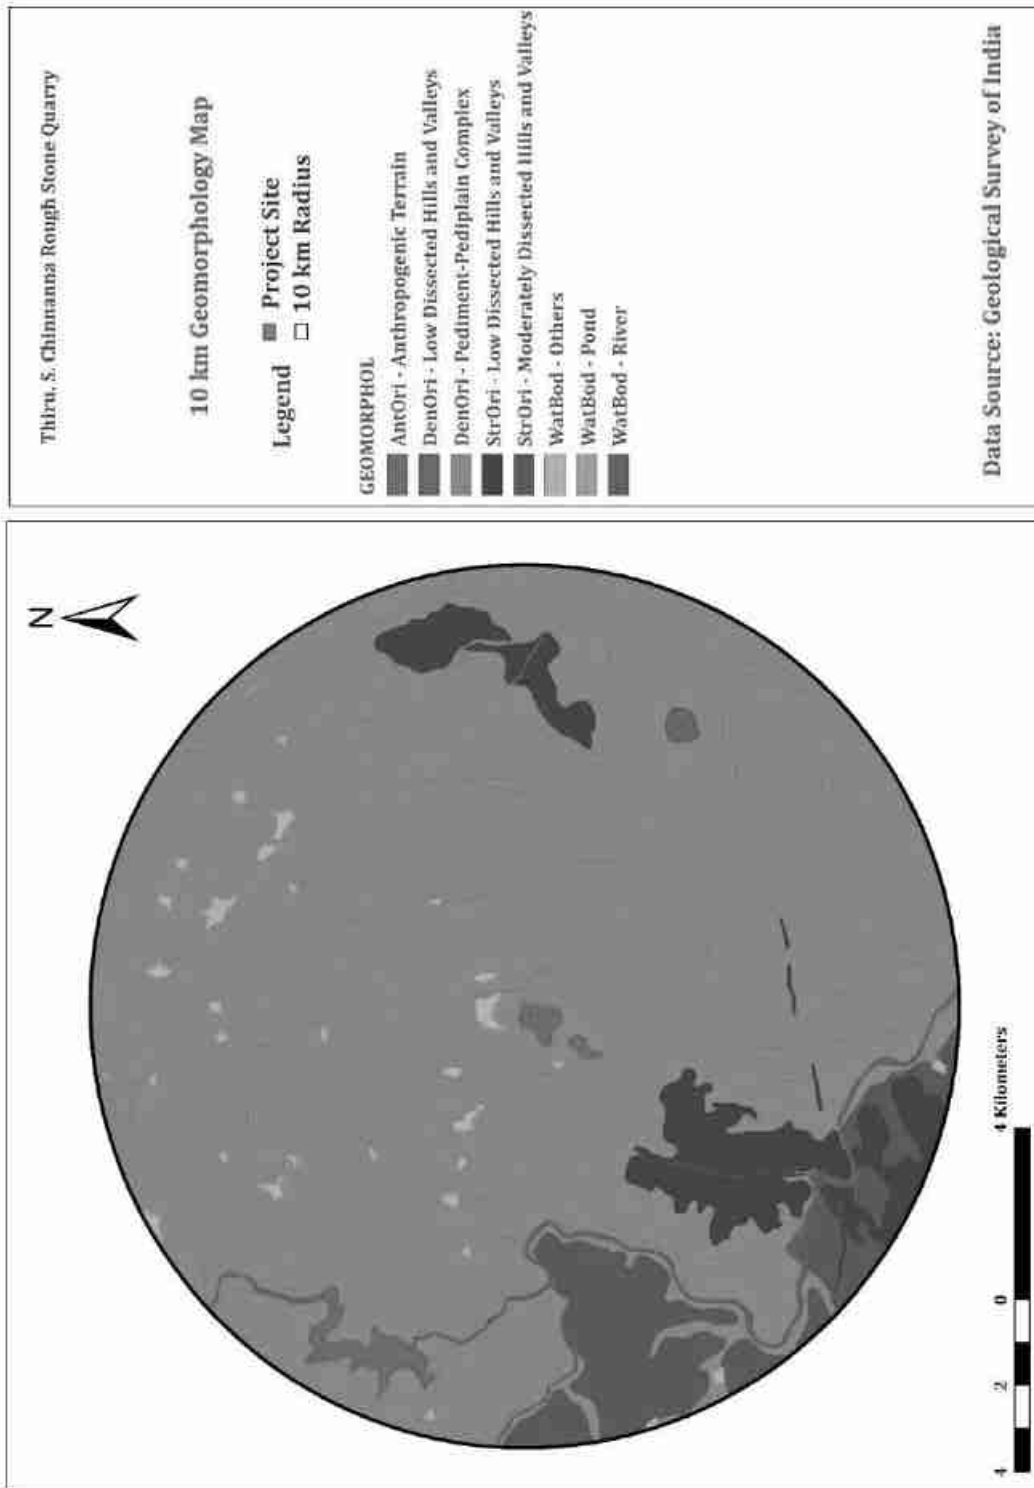 Thiru. S. Chinnanna Rough Stone Quarry
10 km Geomorphology Map
Legend
Project Site
10 km Radius
GEOMORPHOL
AntOri - Anthropogenic Terrain
DenOri - Low Dissected Hills and Valleys
DenOri - Pediment-Pediplain Complex
StrOri - Low Dissected Hills and Valleys
StrOri - Moderately Dissected Hills and Valleys
WatBod - Others
WatBod - Pond
WatBod - River
Data Source: Geological Survey of India
N
4 2 0 4 Kilometers